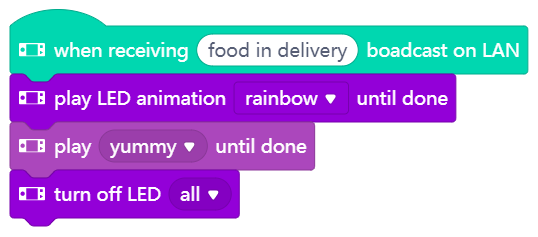 when receiving food in delivery boadcast on LAN
play LED animation rainbow until done
play yummy until done
turn off LED all